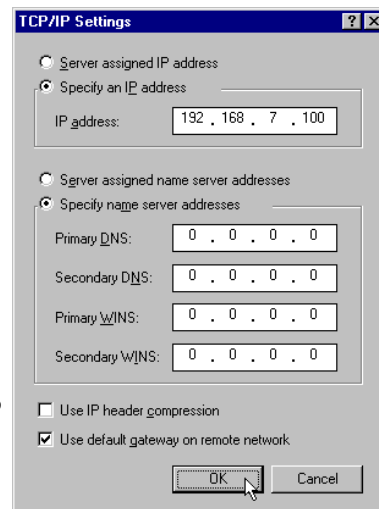 TCP/IP Settings
Server assigned IP address
Specify an IP address
IP address: 192 . 168 . 7 . 100
Server assigned name server addresses
Specify name server addresses
Primary DNS: 0 . 0 . 0 . 0
Secondary DNS: 0 . 0 . 0 . 0
Primary WINS: 0 . 0 . 0 . 0
Secondary WINS: 0 . 0 . 0 . 0
Use IP header compression
Use default gateway on remote network
OK Cancel